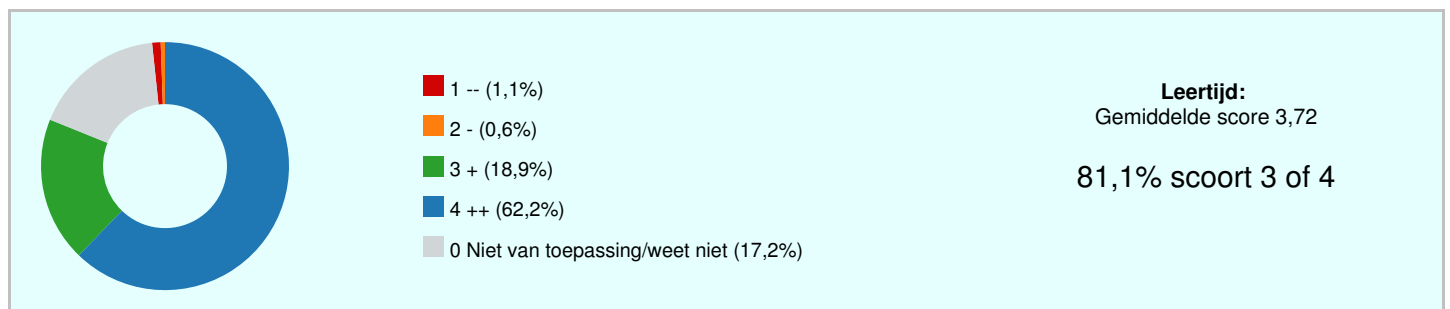 1 -- (1,1%)
2 - (0,6%)
3 + (18,9%)
4 ++ (62,2%)
0 Niet van toepassing/weet niet (17,2%)
Leertijd:
Gemiddelde score 3,72
81,1% scoort 3 of 4